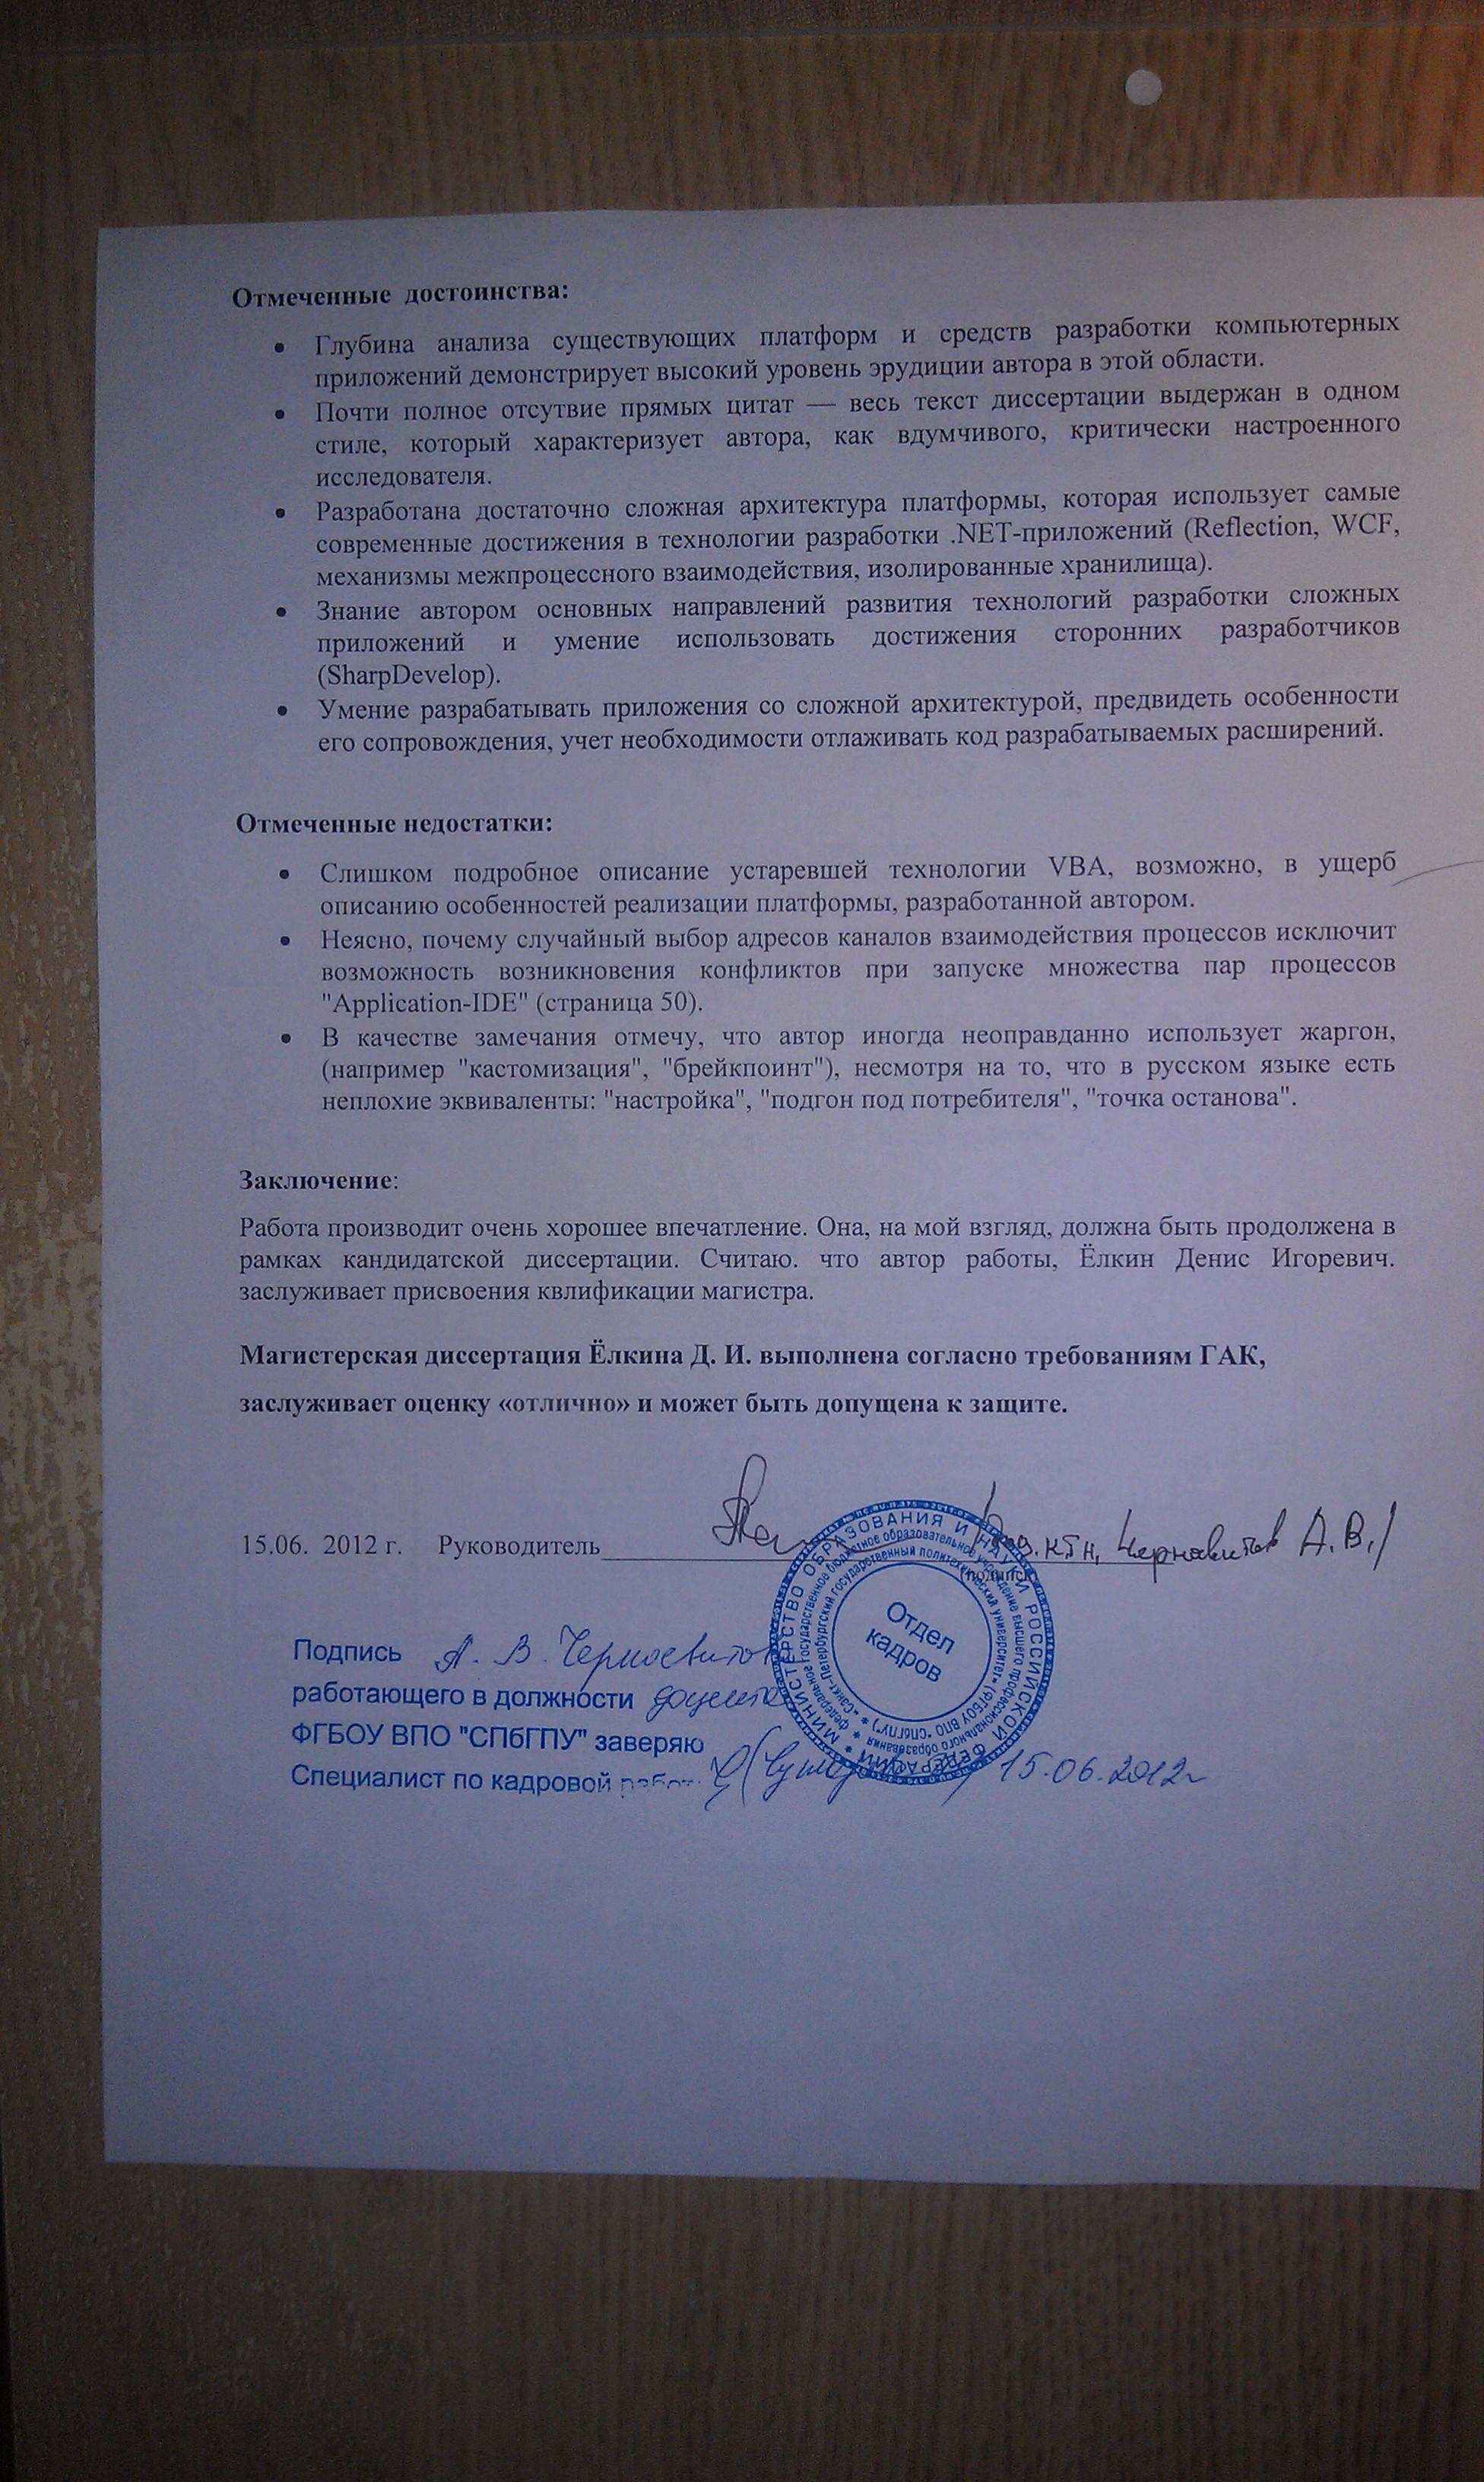 Отмеченные достоинства:
• Глубина анализа существующих платформ и средств разработки компьютерных
приложений демонстрирует высокий уровень эрудиции автора в этой области.
• Почти полное отсутвие прямых цитат — весь текст диссертации выдержан в одном
стиле, который характеризует автора, как вдумчивого, критически настроенного
исследователя.
• Разработана достаточно сложная архитектура платформы, которая использует самые
современные достижения в технологии разработки .NET-приложений (Reflection, WCF,
механизмы межпроцессного взаимодействия, изолированные хранилища).
• Знание автором основных направлений развития технологий разработки сложных
приложений и умение использовать достижения сторонних разработчиков
(SharpDevelop).
• Умение разрабатывать приложения со сложной архитектурой, предвидеть особенности
его сопровождения, учет необходимости отлаживать код разрабатываемых расширений.
Отмеченные недостатки:
• Слишком подробное описание устаревшей технологии VBA, возможно, в ущерб
описанию особенностей реализации платформы, разработанной автором.
• Неясно, почему случайный выбор адресов каналов взаимодействия процессов исключит
возможность возникновения конфликтов при запуске множества пар процессов
"Application-IDE" (страница 50).
• В качестве замечания отмечу, что автор иногда неоправданно использует жаргон,
(например "кастомизация", "брейкпоинт"), несмотря на то, что в русском языке есть
неплохие эквиваленты: "настройка", "подгон под потребителя", "точка останова".
Заключение:
Работа производит очень хорошее впечатление. Она, на мой взгляд, должна быть продолжена в
рамках кандидатской диссертации. Считаю. что автор работы, Ёлкин Денис Игоревич.
заслуживает присвоения квлификации магистра.
Магистерская диссертация Ёлкина Д. И. выполнена согласно требованиям ГАК,
заслуживает оценку «отлично» и может быть допущена к защите.
15.06. 2012 г. Руководитель ктн, Черновитов А.В./
(подпись
МИНИСТЕРСТВО ОБРАЗОВАНИЯ И НАУКИ РОССИЙСКОЙ ФЕДЕРАЦИИ
федеральное государственное бюджетное образовательное учреждение высшего профессионального образования
«Санкт-Петербургский государственный политехнический университет» (ФГБОУ ВПО "СПбГПУ")
Отдел
кадров
Подпись А. В. Черновитов
работающего в должности доцента
ФГБОУ ВПО "СПбГПУ" заверяю
Специалист по кадровой работе 15.06.2012г